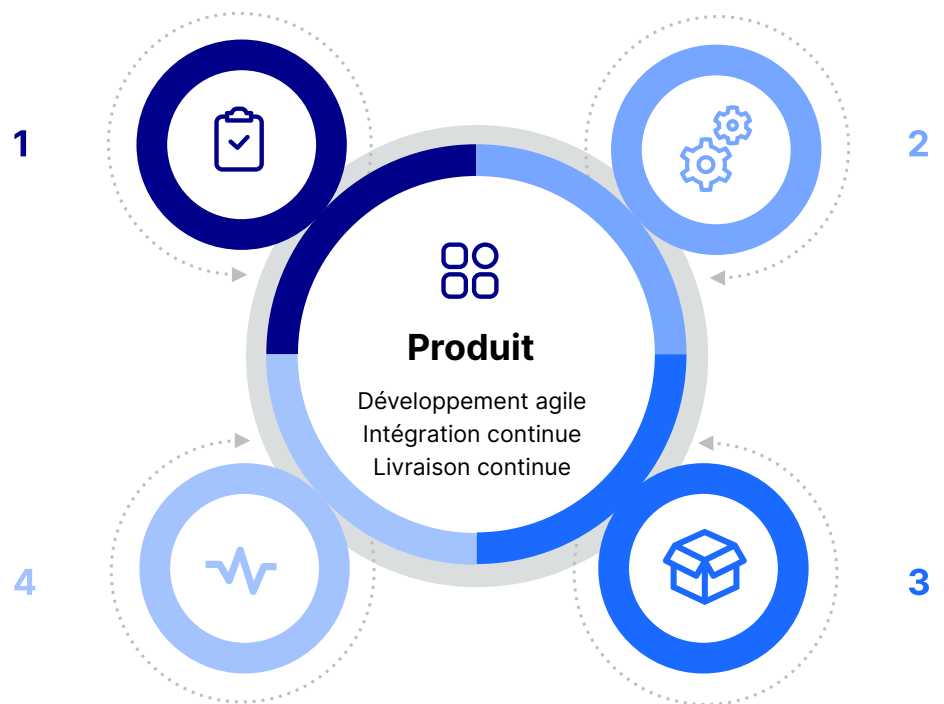 1
2
Produit
Développement agile
Intégration continue
Livraison continue
4
3